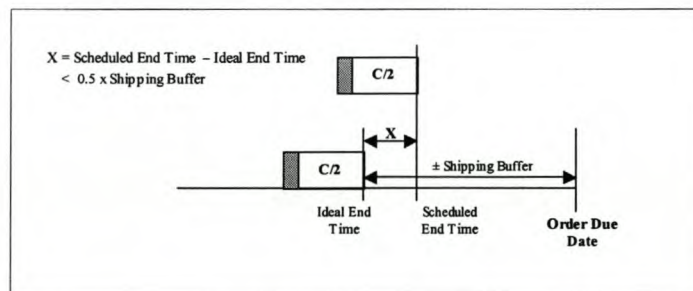 X = Scheduled End Time – Ideal End Time
< 0.5 x Shipping Buffer
C/2
X
C/2
± Shipping Buffer
Ideal End
Time
Scheduled
End Time
Order Due
Date